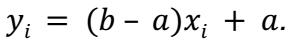 yᵢ = (b – a)xᵢ + a.